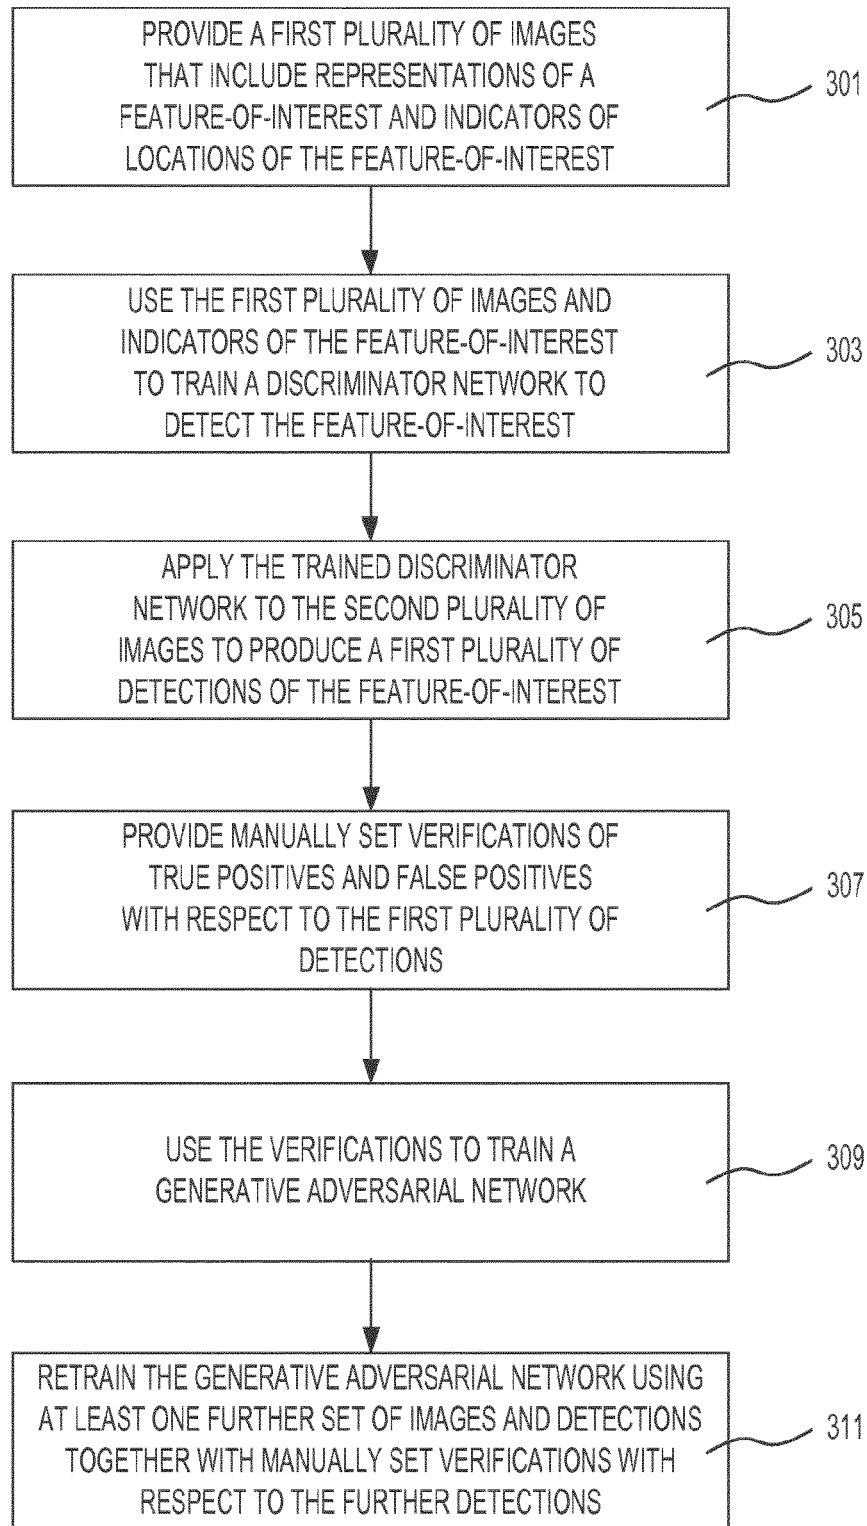 PROVIDE A FIRST PLURALITY OF IMAGES
THAT INCLUDE REPRESENTATIONS OF A
FEATURE-OF-INTEREST AND INDICATORS OF
LOCATIONS OF THE FEATURE-OF-INTEREST
301
USE THE FIRST PLURALITY OF IMAGES AND
INDICATORS OF THE FEATURE-OF-INTEREST
TO TRAIN A DISCRIMINATOR NETWORK TO
DETECT THE FEATURE-OF-INTEREST
303
APPLY THE TRAINED DISCRIMINATOR
NETWORK TO THE SECOND PLURALITY OF
IMAGES TO PRODUCE A FIRST PLURALITY OF
DETECTIONS OF THE FEATURE-OF-INTEREST
305
PROVIDE MANUALLY SET VERIFICATIONS OF
TRUE POSITIVES AND FALSE POSITIVES
WITH RESPECT TO THE FIRST PLURALITY OF
DETECTIONS
307
USE THE VERIFICATIONS TO TRAIN A
GENERATIVE ADVERSARIAL NETWORK
309
RETRAIN THE GENERATIVE ADVERSARIAL NETWORK USING
AT LEAST ONE FURTHER SET OF IMAGES AND DETECTIONS
TOGETHER WITH MANUALLY SET VERIFICATIONS WITH
RESPECT TO THE FURTHER DETECTIONS
311